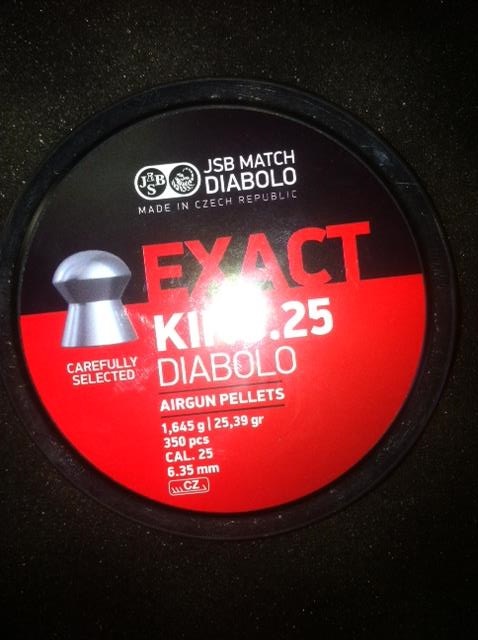 JSB
JSB MATCH
DIABOLO
MADE IN CZECH REPUBLIC
EXACT
.25
DIABOLO
CAREFULLY
SELECTED
AIRGUN PELLETS
1,645 g | 25,39 gr
350 pcs
CAL. 25
6.35 mm
CZ